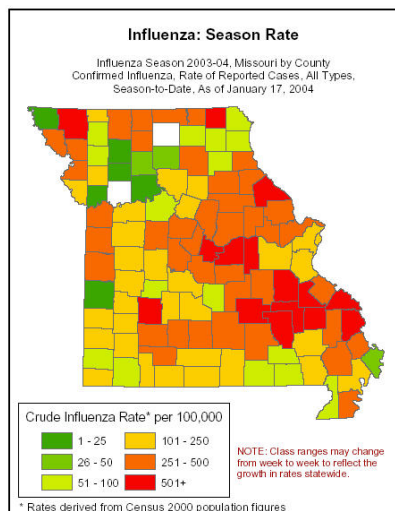 Influenza: Season Rate
Influenza Season 2003-04, Missouri by County
Confirmed Influenza, Rate of Reported Cases, All Types,
Season-to-Date, As of January 17, 2004
Crude Influenza Rate* per 100,000
1 - 25
26 - 50
51 - 100
101 - 250
251 - 500
501+
NOTE: Class ranges may change
from week to week to reflect the
growth in rates statewide.
* Rates derived from Census 2000 population figures